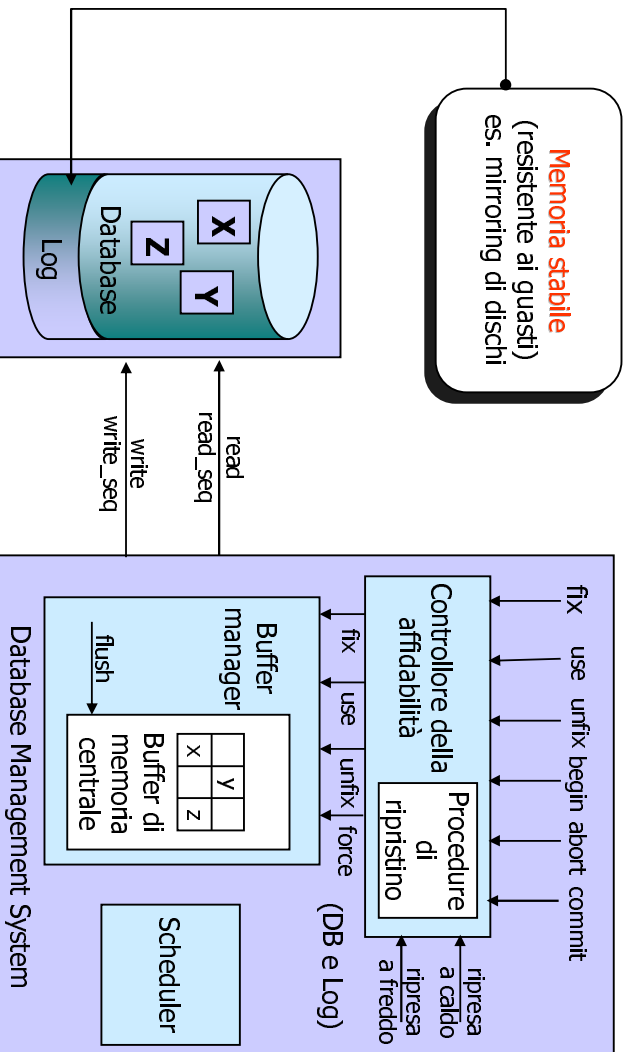 Memoria stabile
(resistente ai guasti)
es. mirroring di dischi
X
Y
Z
Database
Log
read
read_seq
write
write_seq
fix
use
unfix
begin
abort
commit
Controllore della
affidabilità
Procedure
di
ripristino
ripresa
a caldo
ripresa
a freddo
fix
use
unfix
force
(DB e Log)
Buffer
manager
flush
y
x
z
Buffer di
memoria
centrale
Scheduler
Database Management System